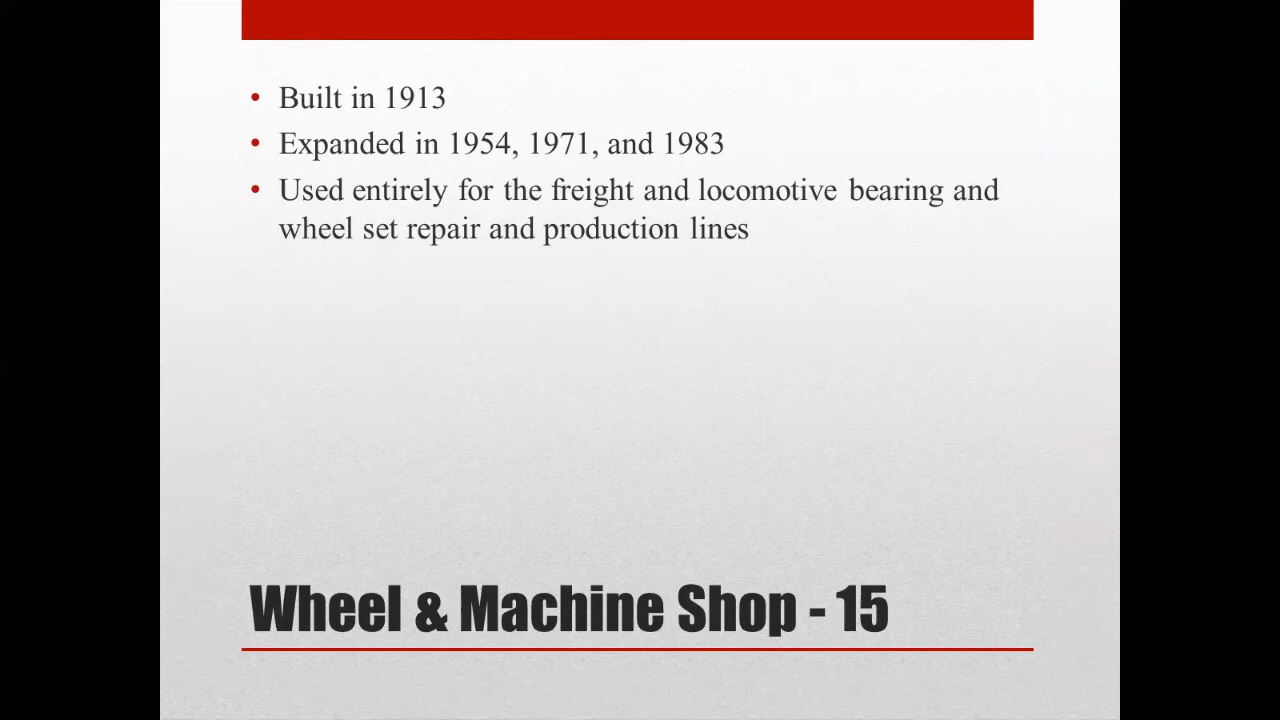 • Built in 1913
• Expanded in 1954, 1971, and 1983
• Used entirely for the freight and locomotive bearing and
wheel set repair and production lines
Wheel & Machine Shop - 15